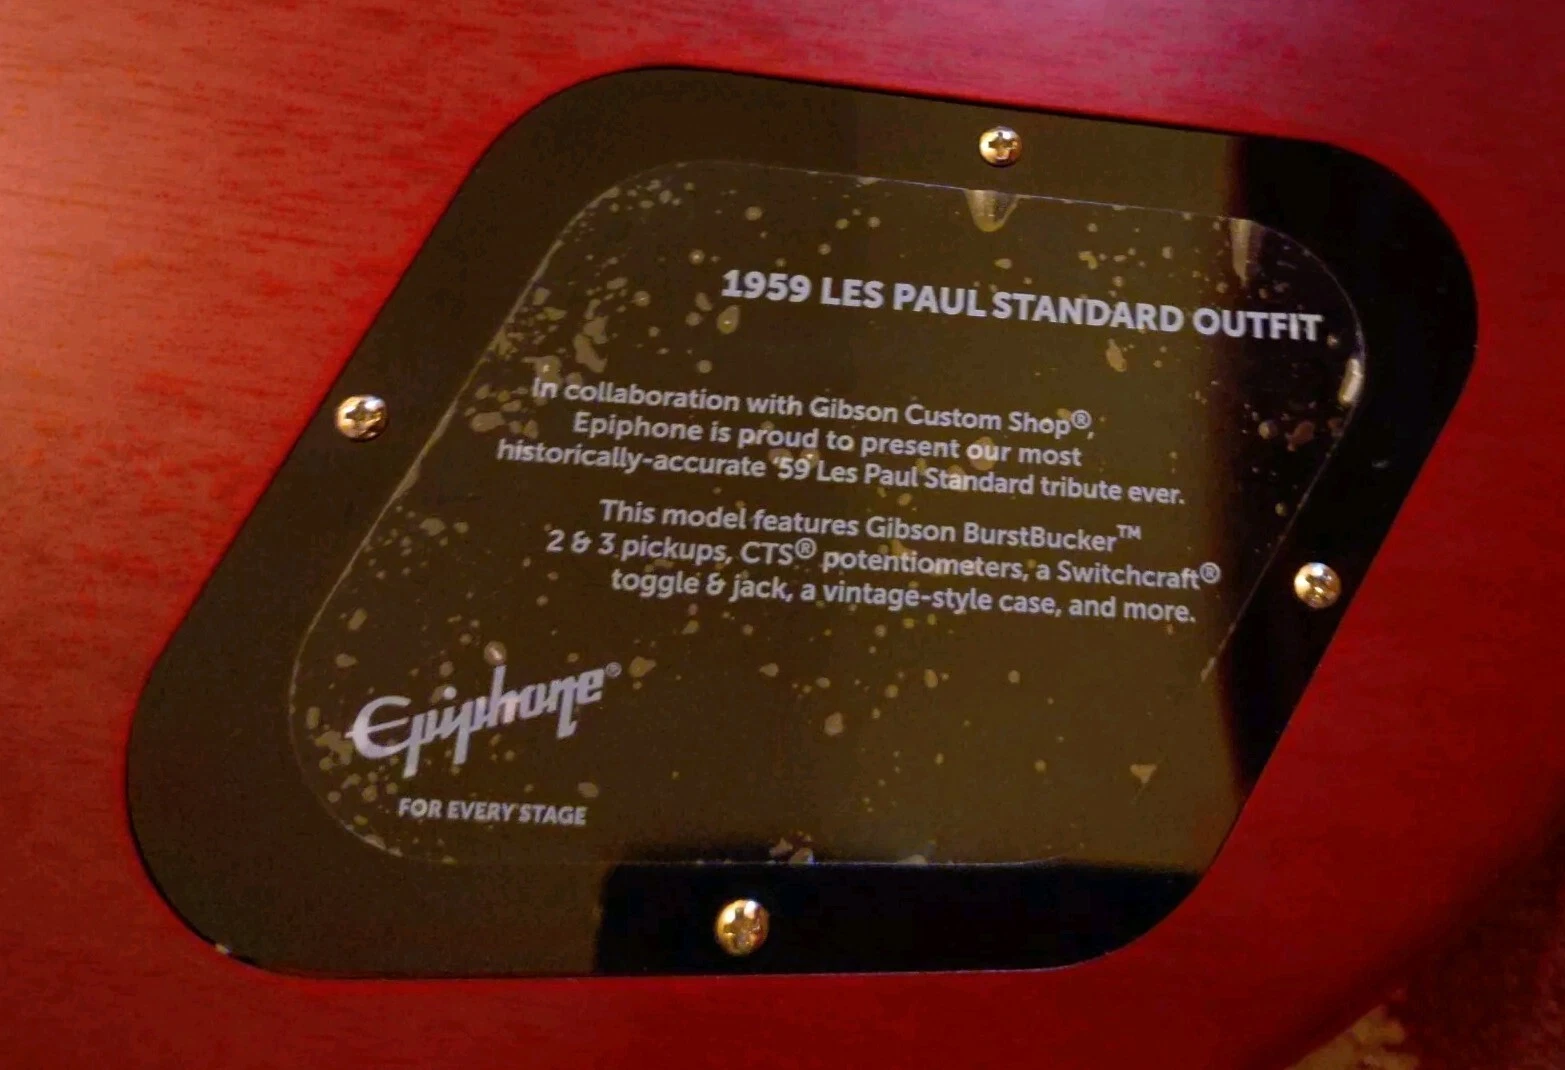 1959 LES PAUL STANDARD OUTFIT
In collaboration with Gibson Custom Shop®,
Epiphone is proud to present our most
historically-accurate '59 Les Paul Standard tribute ever.
This model features Gibson BurstBucker™
2 & 3 pickups, CTS® potentiometers, a Switchcraft®
toggle & jack, a vintage-style case, and more.
Epiphone®
FOR EVERY STAGE